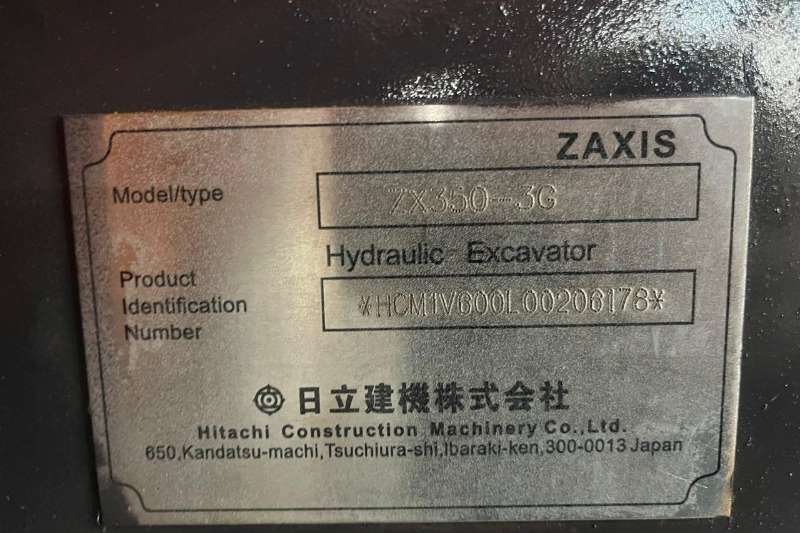 ZAXIS
Model/type ZX350-3G
Hydraulic Excavator
Product
Identification
Number
*HCM1V600L00206178*
日立建機株式会社
Hitachi Construction Machinery Co.,Ltd.
650,Kandatsu-machi,Tsuchiura-shi,Ibaraki-ken,300-0013 Japan